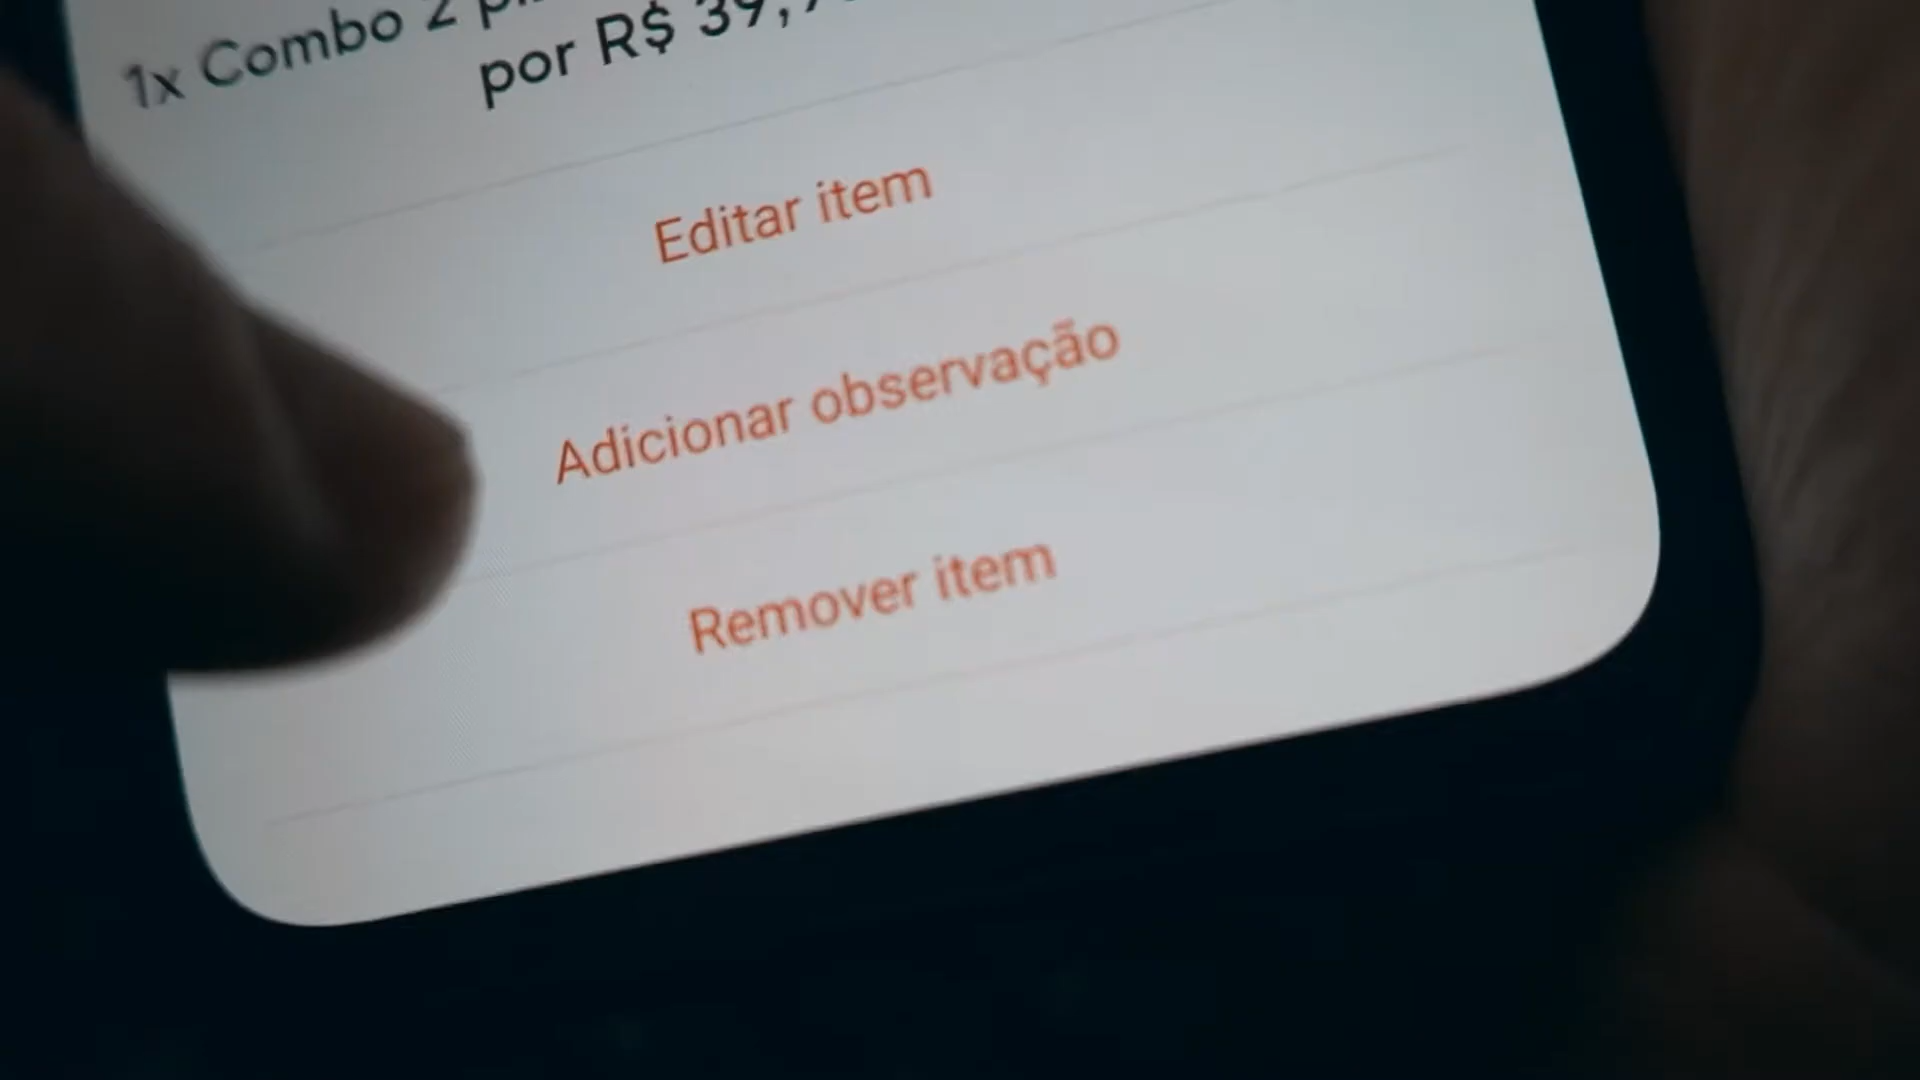 1x Combo 2
por R$ 39,
Editar item
Adicionar observação
Remover item